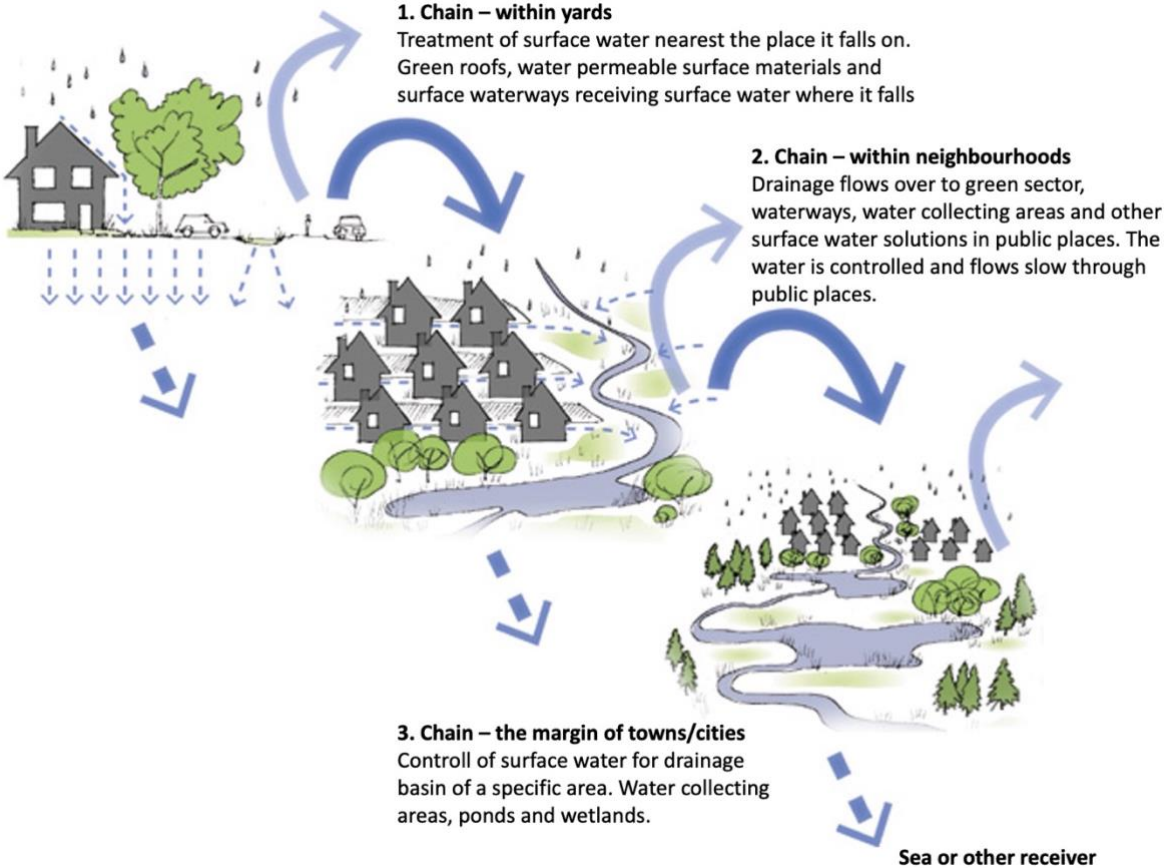 1. Chain – within yards
Treatment of surface water nearest the place it falls on.
Green roofs, water permeable surface materials and
surface waterways receiving surface water where it falls
2. Chain – within neighbourhoods
Drainage flows over to green sector,
waterways, water collecting areas and other
surface water solutions in public places. The
water is controlled and flows slow through
public places.
3. Chain – the margin of towns/cities
Controll of surface water for drainage
basin of a specific area. Water collecting
areas, ponds and wetlands.
Sea or other receiver